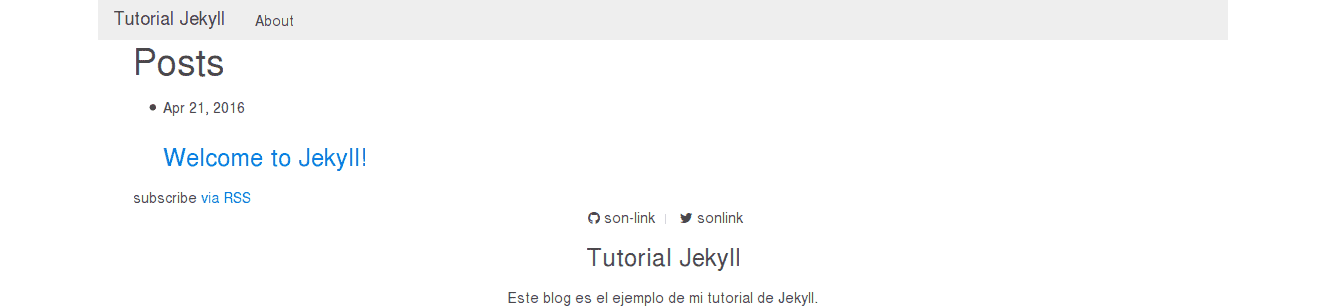 Tutorial Jekyll About
Posts
Apr 21, 2016
Welcome to Jekyll!
subscribe via RSS
son-link | sonlink
Tutorial Jekyll
Este blog es el ejemplo de mi tutorial de Jekyll.